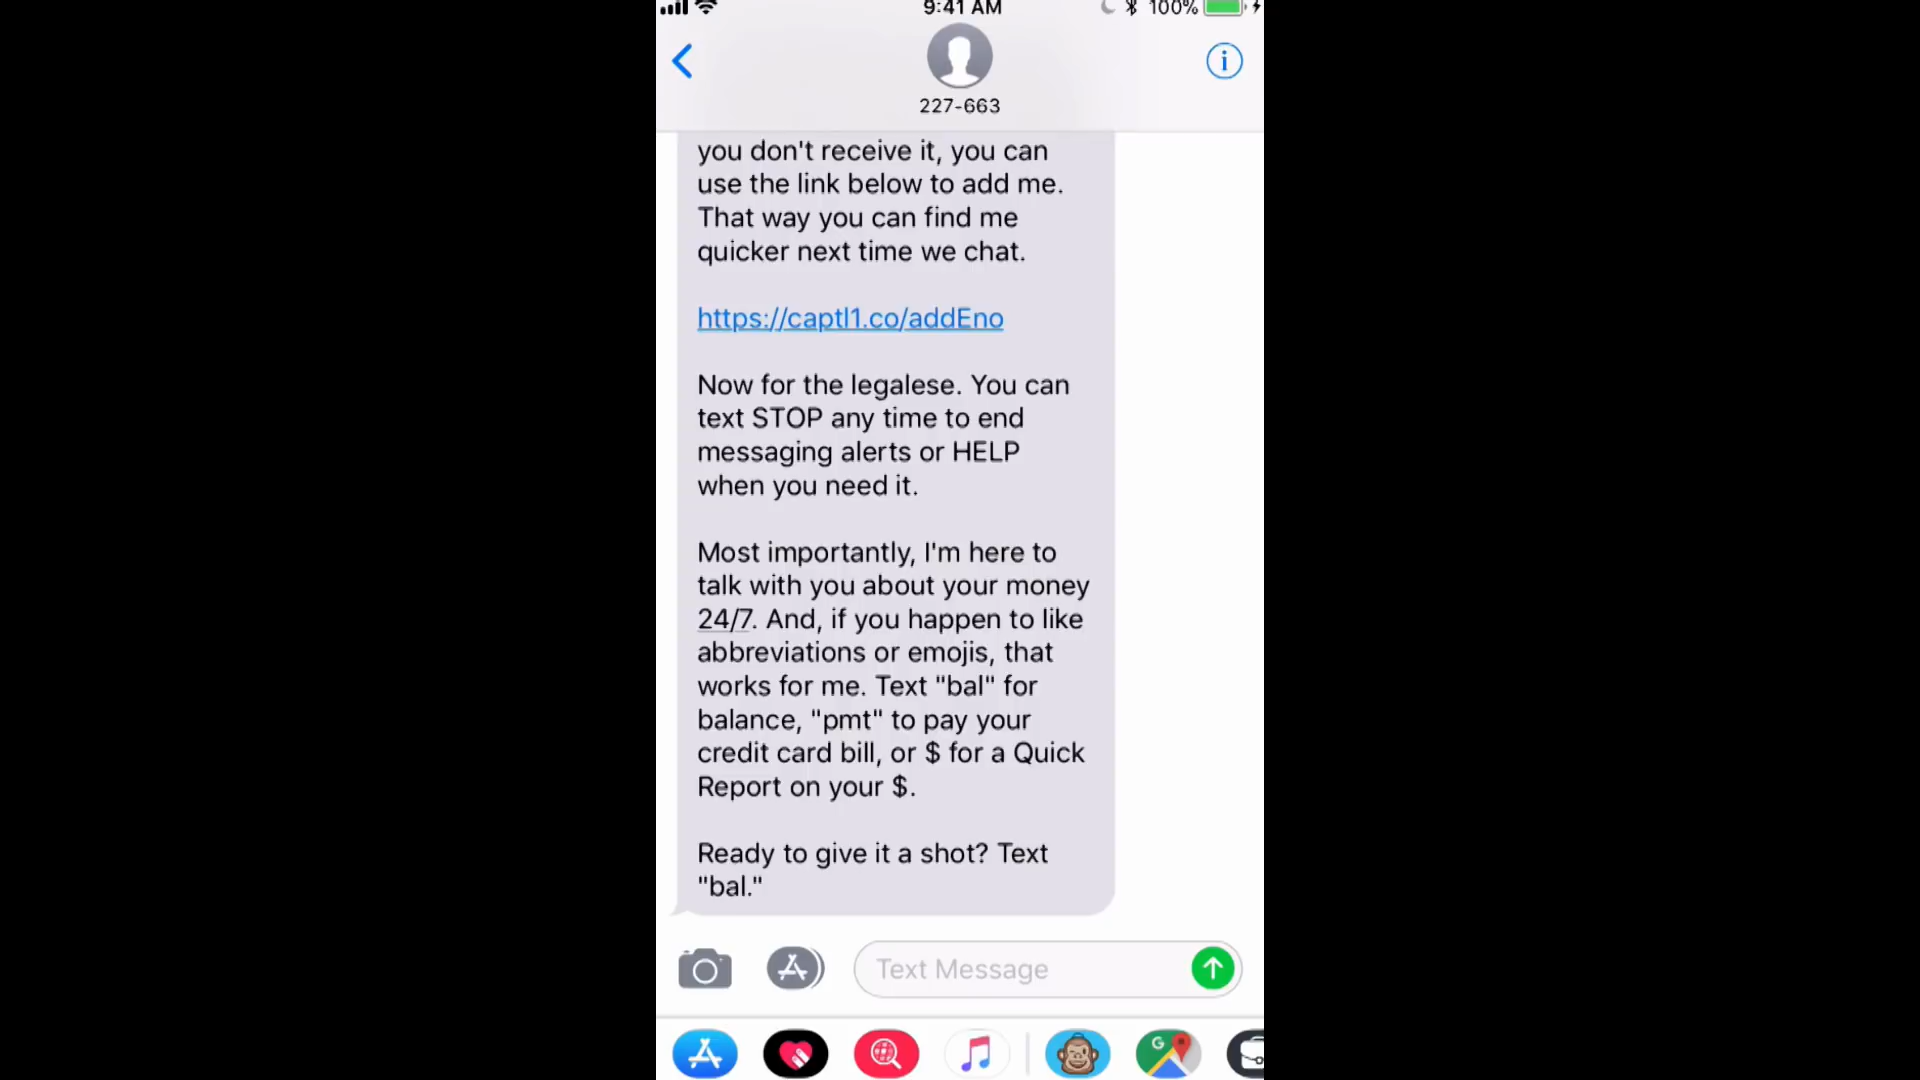 9:41 AM
100%
227-663
you don't receive it, you can
use the link below to add me.
That way you can find me
quicker next time we chat.
https://captl1.co/addEno
Now for the legalese. You can
text STOP any time to end
messaging alerts or HELP
when you need it.
Most importantly, I'm here to
talk with you about your money
24/7. And, if you happen to like
abbreviations or emojis, that
works for me. Text "bal" for
balance, "pmt" to pay your
credit card bill, or $ for a Quick
Report on your $.
Ready to give it a shot? Text
"bal."
Text Message